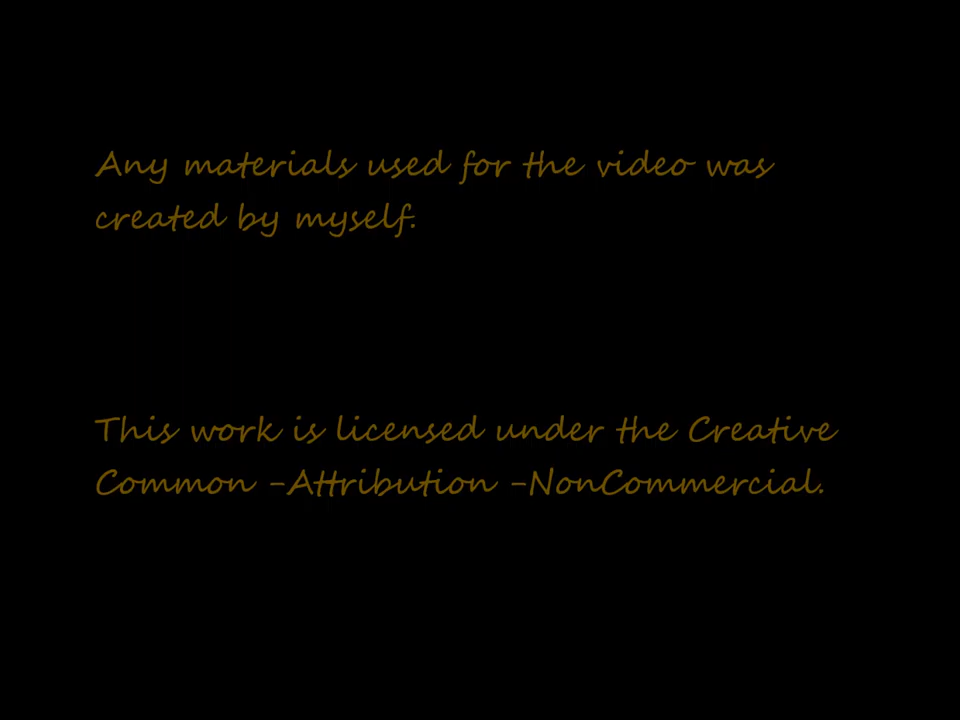 Any materials used for the video was
created by myself.
This work is licensed under the Creative
Common -Attribution -NonCommercial.